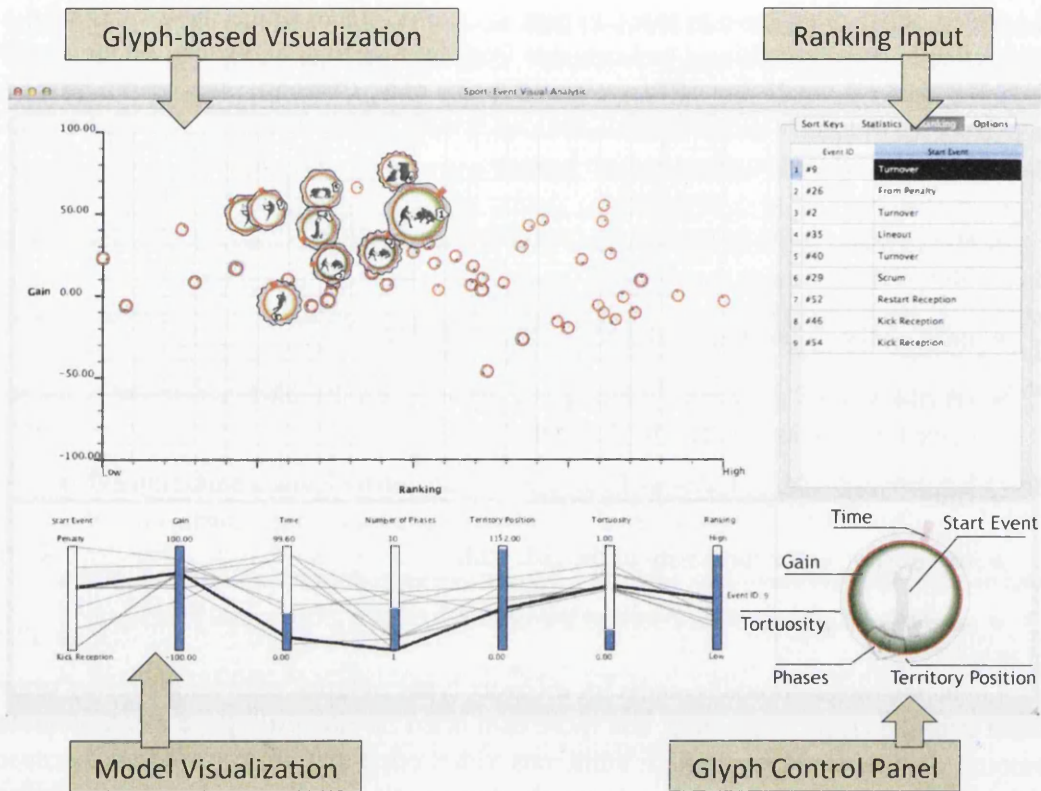 Glyph-based Visualization
Ranking Input
Sport-Event Visual Analytic
100.00
50.00
Gain
0.00
-50.00
-100.00
Low
High
Ranking
Sort Keys Statistics Ranking Options
Event ID Start Event
1 #9 Turnover
2 #26 From Penalty
3 #2 Turnover
4 #35 Lineout
5 #40 Turnover
6 #29 Scrum
7 #52 Restart Reception
8 #46 Kick Reception
9 #54 Kick Reception
Start Event Gain Time Number of Phases Territory Position Tortuosity Ranking
Penalty 100.00 99.60 10 1152.00 1.00 High
Event ID: 9
Kick Reception -100.00 0.00 1 0.00 0.00 Low
Time
Start Event
Gain
Tortuosity
Phases
Territory Position
Model Visualization
Glyph Control Panel